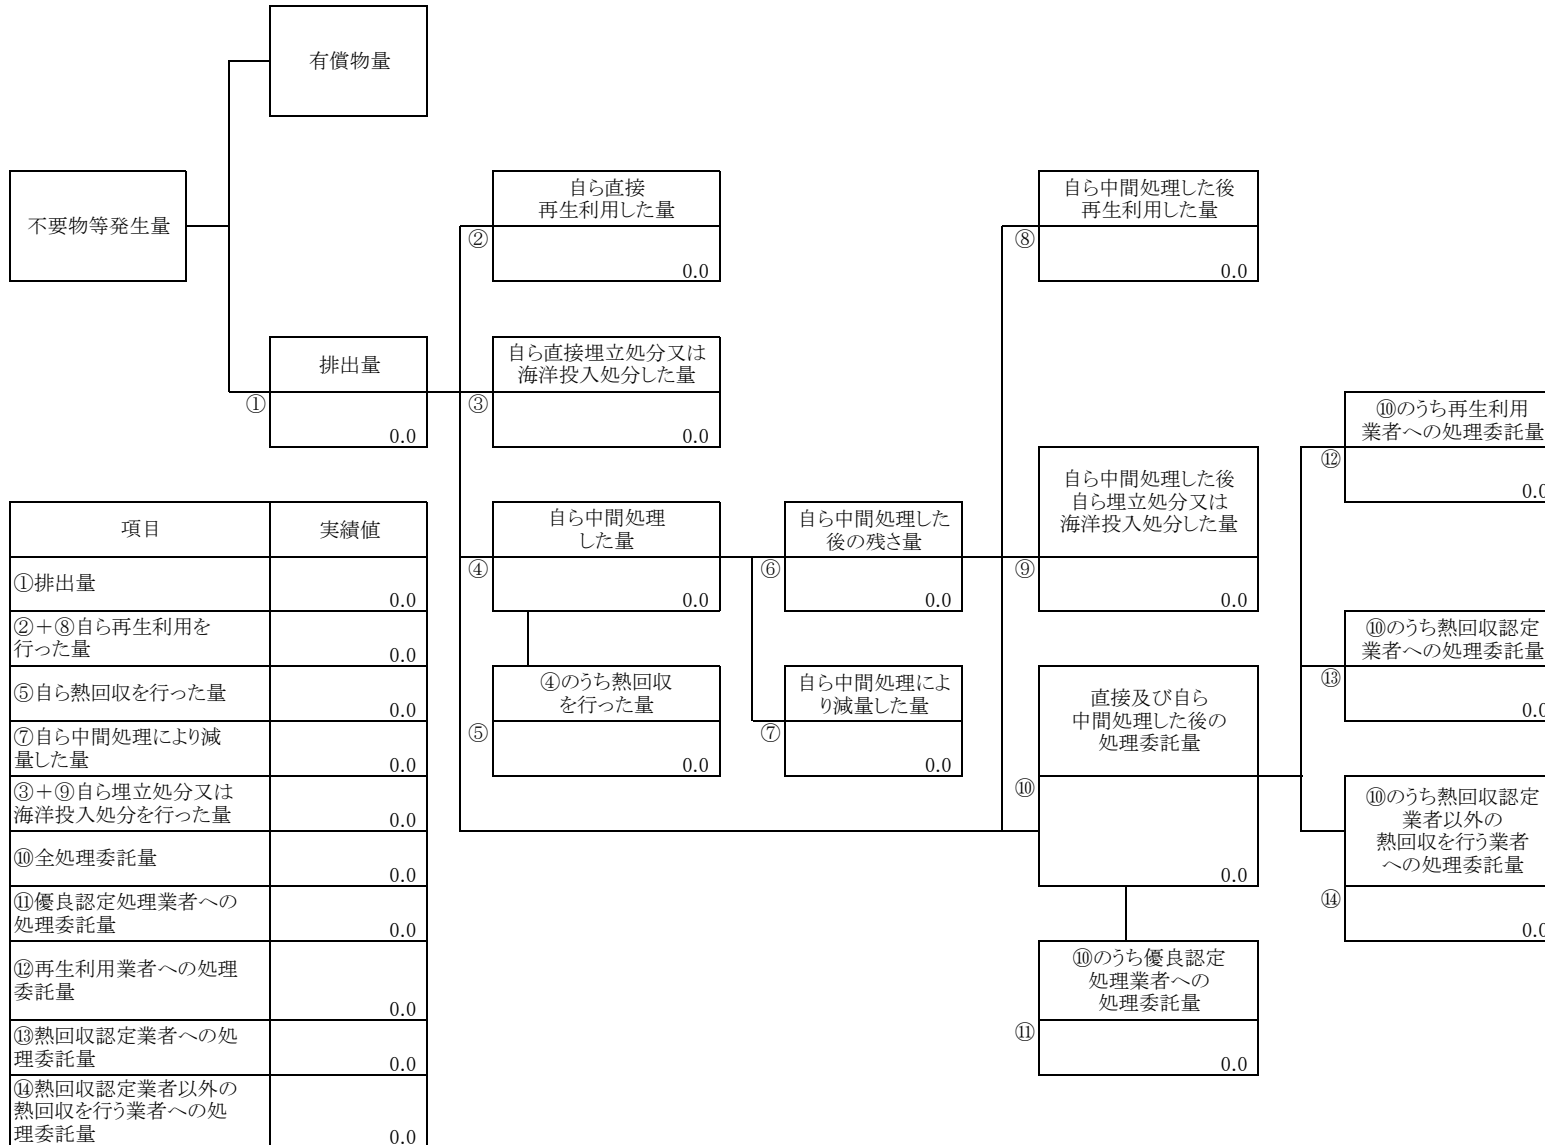 有償物量
不要物等発生量
自ら直接
再生利用した量
②
0.0
自ら中間処理した後
再生利用した量
⑧
0.0
排出量
①
0.0
自ら直接埋立処分又は
海洋投入処分した量
③
0.0
⑩のうち再生利用
業者への処理委託量
⑫
0.0
自ら中間処理
した量
④
0.0
自ら中間処理した
後の残さ量
⑥
0.0
自ら中間処理した後
自ら埋立処分又は
海洋投入処分した量
⑨
0.0
⑩のうち熱回収認定
業者への処理委託量
⑬
0.0
④のうち熱回収
を行った量
⑤
0.0
自ら中間処理によ
り減量した量
⑦
0.0
直接及び自ら
中間処理した後の
処理委託量
⑩
0.0
⑩のうち熱回収認定
業者以外の
熱回収を行う業者
への処理委託量
⑭
0.0
⑩のうち優良認定
処理業者への
処理委託量
⑪
0.0
項目 実績値
①排出量
0.0
②+⑧自ら再生利用を
行った量
0.0
⑤自ら熱回収を行った量
0.0
⑦自ら中間処理により減
量した量
0.0
③+⑨自ら埋立処分又は
海洋投入処分を行った量
0.0
⑩全処理委託量
0.0
⑪優良認定処理業者への
処理委託量
0.0
⑫再生利用業者への処理
委託量
0.0
⑬熱回収認定業者への処
理委託量
0.0
⑭熱回収認定業者以外の
熱回収を行う業者への処
理委託量
0.0